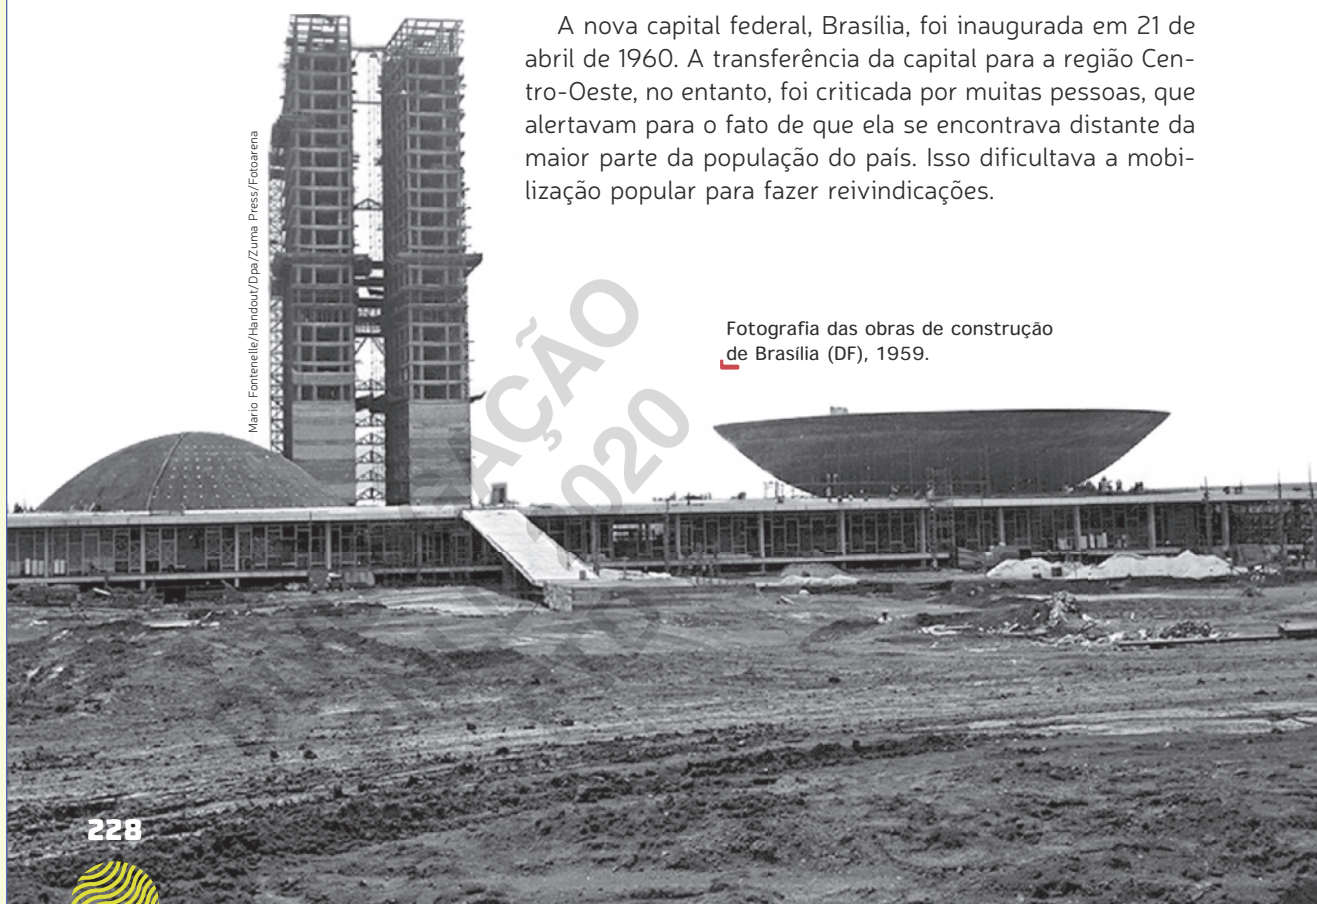 A nova capital federal, Brasília, foi inaugurada em 21 de
abril de 1960. A transferência da capital para a região Cen-
tro-Oeste, no entanto, foi criticada por muitas pessoas, que
alertavam para o fato de que ela se encontrava distante da
maior parte da população do país. Isso dificultava a mobi-
lização popular para fazer reivindicações.
Mario Fontenelle/Handout/Dpa/Zuma Press/Fotoarena
Fotografia das obras de construção
de Brasília (DF), 1959.
2020
228